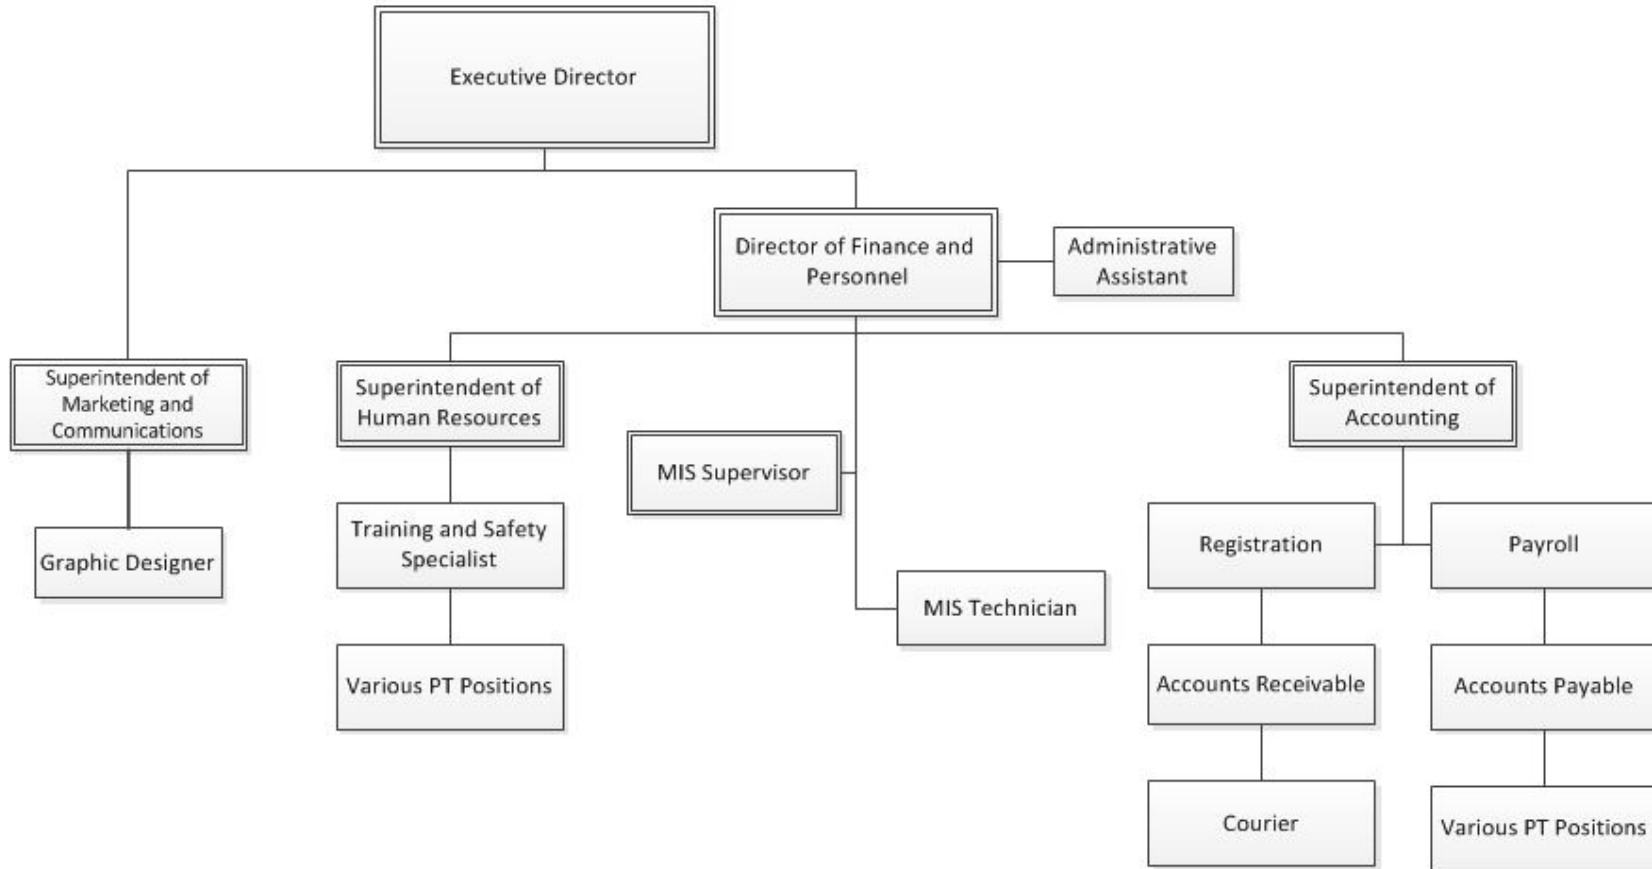 Executive Director
Director of Finance and
Personnel
Administrative
Assistant
Superintendent of
Marketing and
Communications
Superintendent of
Human Resources
Superintendent of
Accounting
MIS Supervisor
Graphic Designer
Training and Safety
Specialist
Registration
Payroll
MIS Technician
Various PT Positions
Accounts Receivable
Accounts Payable
Courier
Various PT Positions